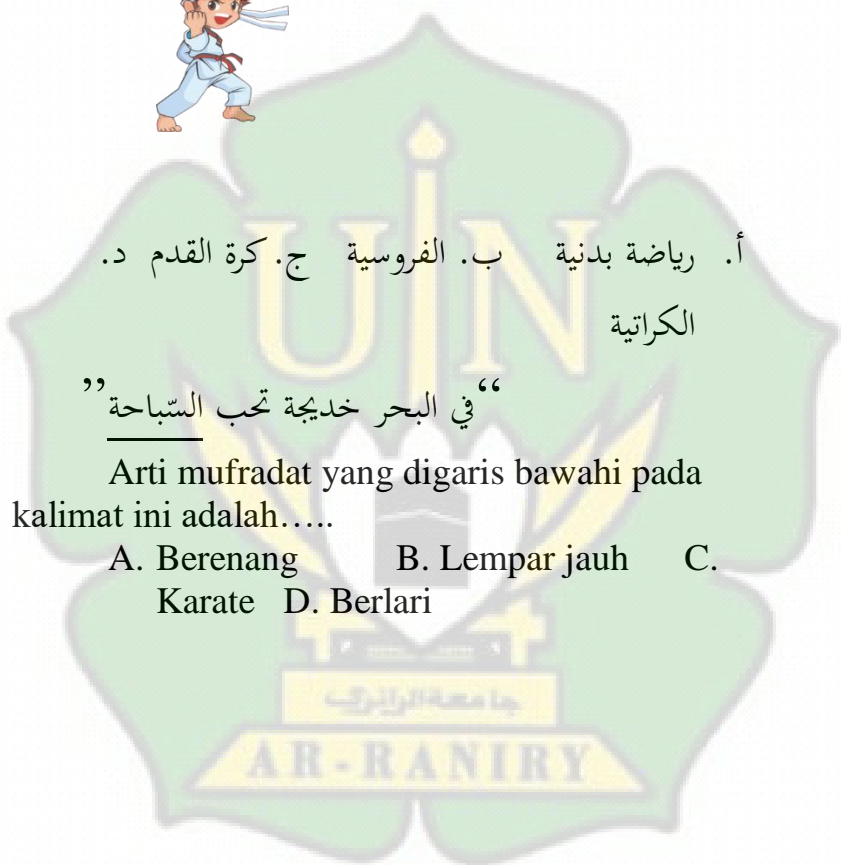 أ. رياضة بدنية ب. الفروسية ج. كرة القدم د.
الكراتية
“في البحر خديجة تحب السّباحة”
Arti mufradat yang digaris bawahi pada
kalimat ini adalah…..
A. Berenang B. Lempar jauh C.
Karate D. Berlari
UIN
جامعة الرانري
AR-RANIRY